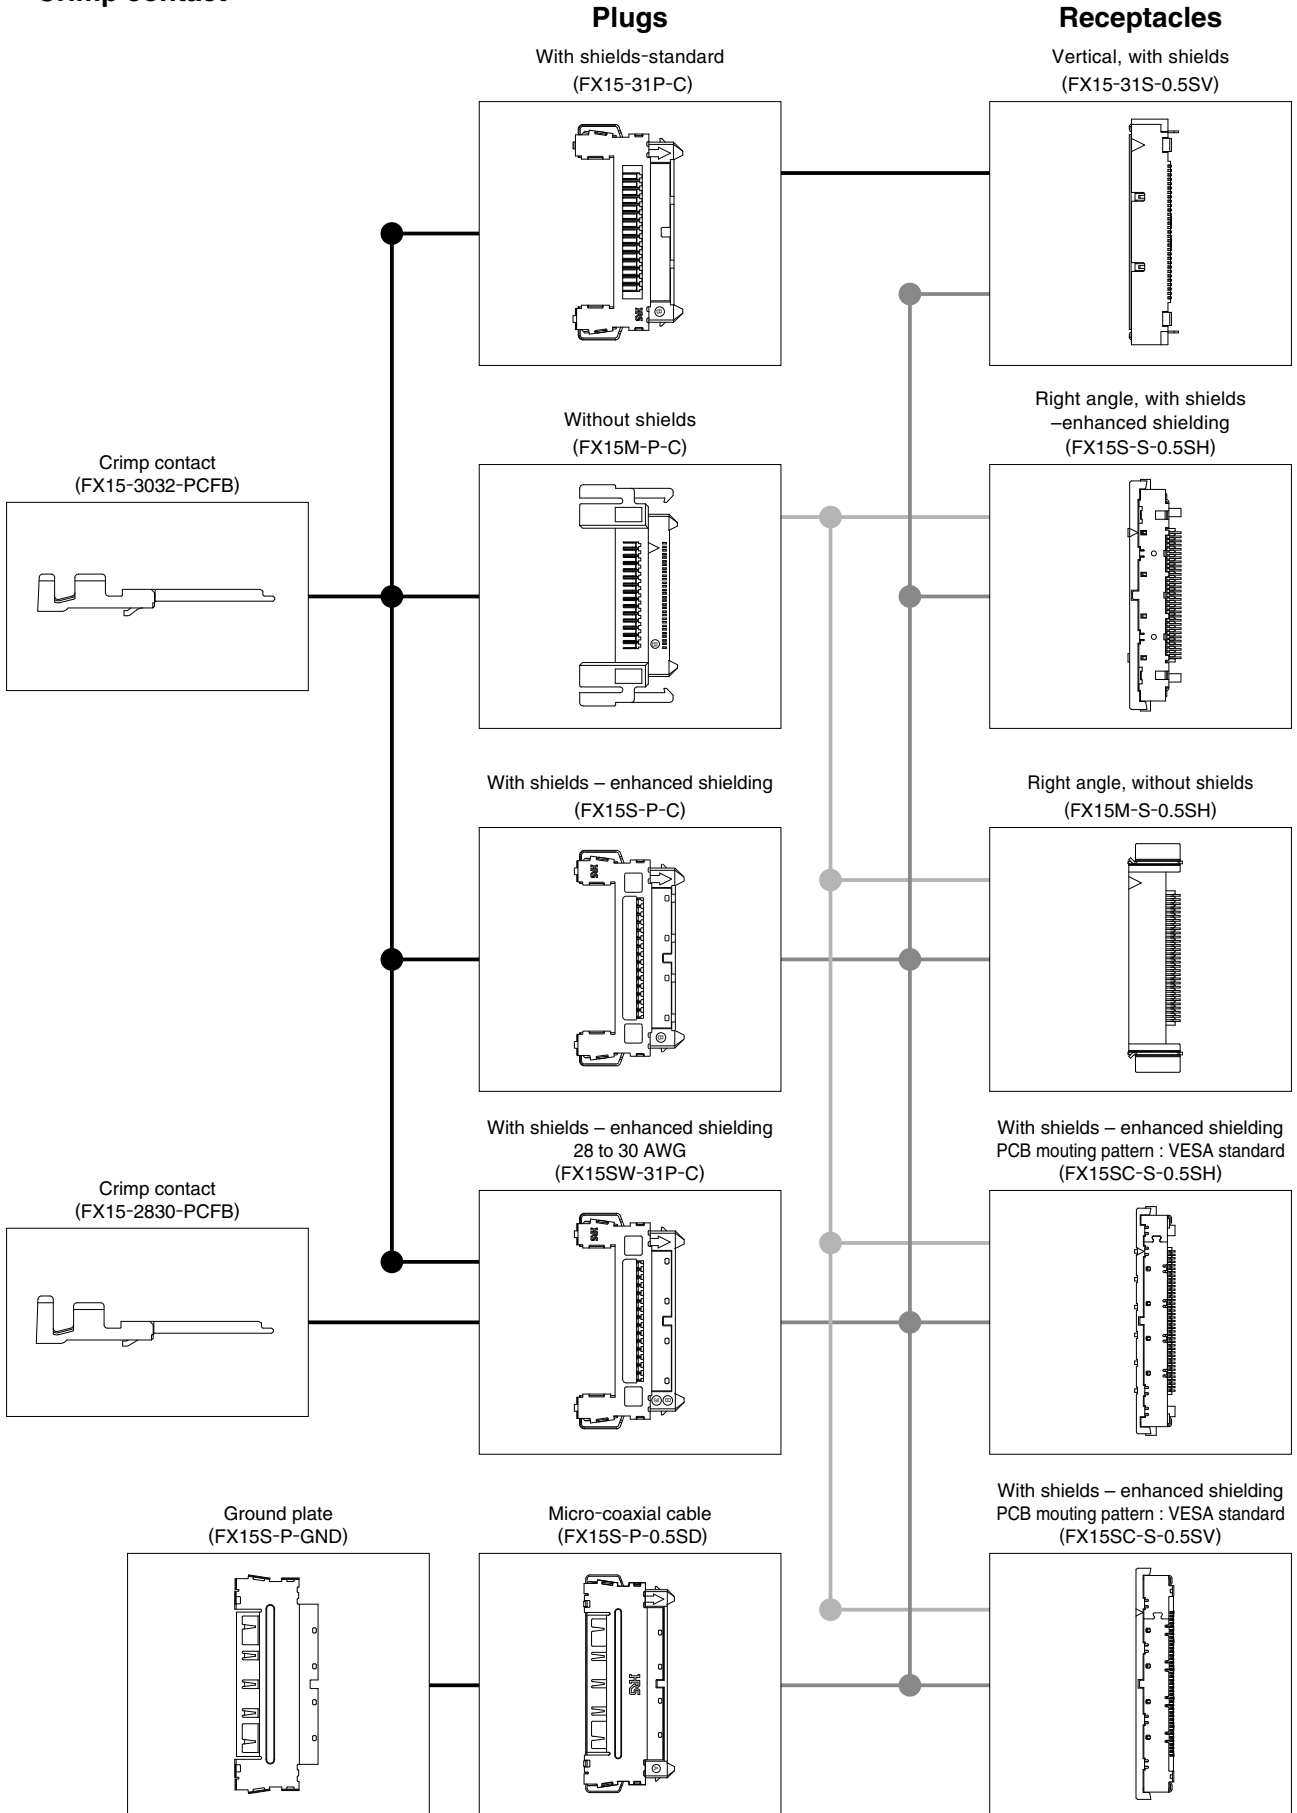 Crimp contact
Plugs
Receptacles
With shields-standard
(FX15-31P-C)
Vertical, with shields
(FX15-31S-0.5SV)
Without shields
(FX15M-P-C)
Right angle, with shields
–enhanced shielding
(FX15S-S-0.5SH)
Crimp contact
(FX15-3032-PCFB)
With shields – enhanced shielding
(FX15S-P-C)
Right angle, without shields
(FX15M-S-0.5SH)
With shields – enhanced shielding
28 to 30 AWG
(FX15SW-31P-C)
With shields – enhanced shielding
PCB mouting pattern : VESA standard
(FX15SC-S-0.5SH)
Crimp contact
(FX15-2830-PCFB)
Ground plate
(FX15S-P-GND)
Micro-coaxial cable
(FX15S-P-0.5SD)
HRS
With shields – enhanced shielding
PCB mouting pattern : VESA standard
(FX15SC-S-0.5SV)